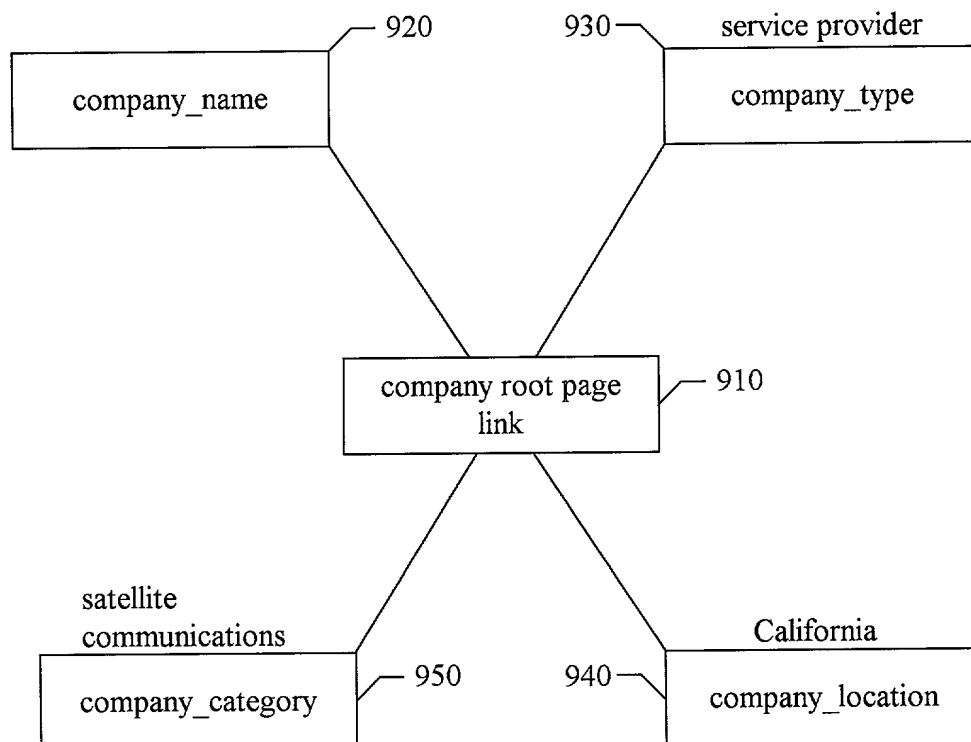 920
930
service provider
company_name
company_type
company root page
link
910
satellite
communications
California
company_category
950
940
company_location